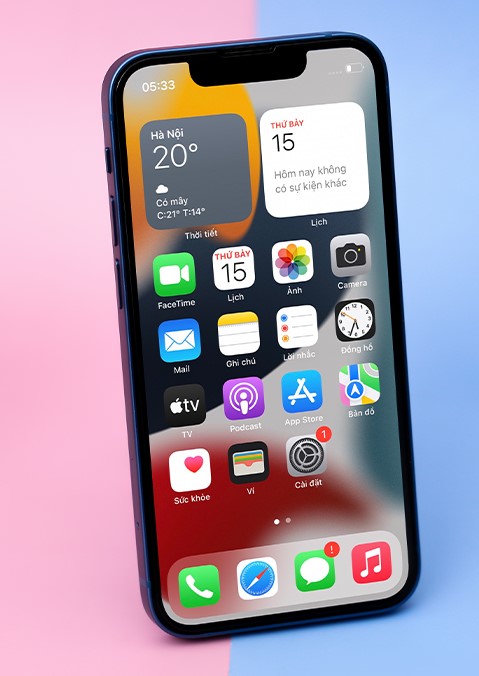 05:33
Hà Nội
20°
Có mây
C:21° T:14°
Thời tiết
THỨ BẢY
15
Hôm nay không
có sự kiện khác
Lịch
FaceTime
THỨ BẢY
15
Lịch
Ảnh
Camera
Mail
Ghi chú
Lời nhắc
Đồng hồ
tv
TV
Podcast
App Store
Bản đồ
Sức khỏe
Ví
1
Cài đặt
!